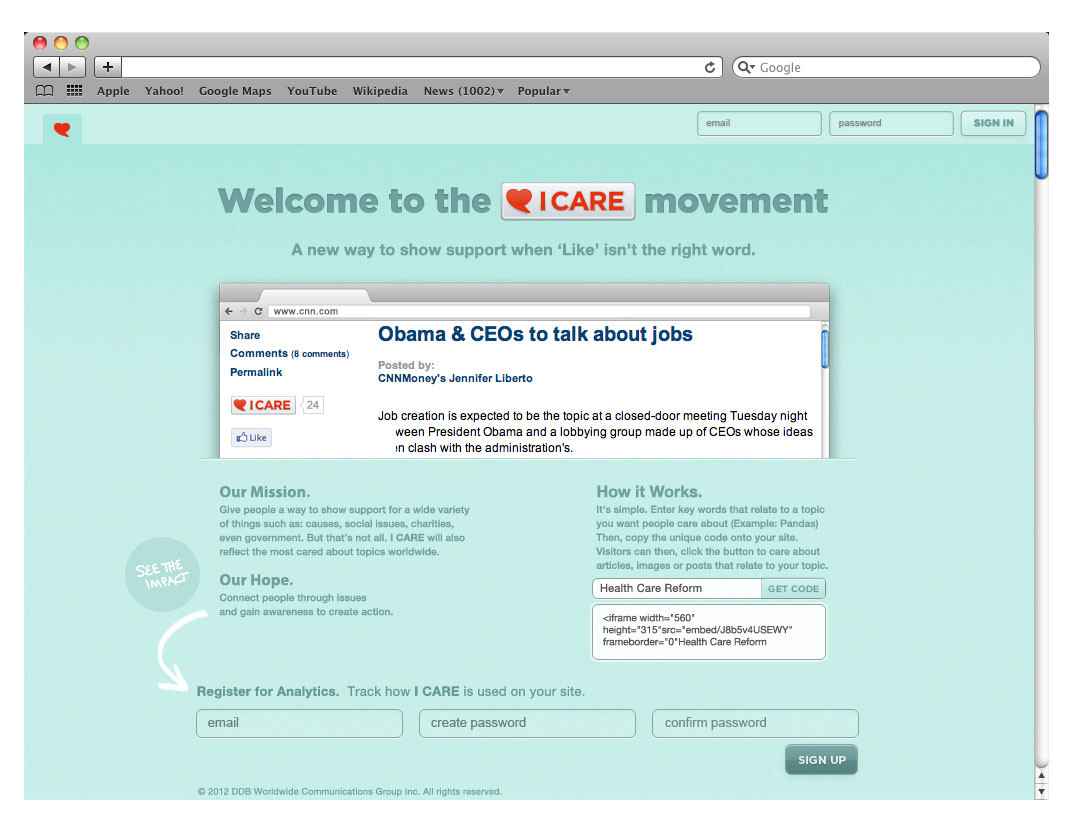 Google
Apple Yahoo! Google Maps YouTube Wikipedia News (1002) Popular
email password SIGN IN
Welcome to the I CARE movement
A new way to show support when ‘Like’ isn’t the right word.
www.cnn.com
Share
Comments (8 comments)
Permalink
I CARE 24
Like
Obama & CEOs to talk about jobs
Posted by:
CNNMoney's Jennifer Liberto
Job creation is expected to be the topic at a closed-door meeting Tuesday night
ween President Obama and a lobbying group made up of CEOs whose ideas
n clash with the administration's.
Our Mission.
Give people a way to show support for a wide variety
of things such as: causes, social issues, charities,
even government. But that's not all. I CARE will also
reflect the most cared about topics worldwide.
SEE THE
IMPACT
Our Hope.
Connect people through issues
and gain awareness to create action.
How it Works.
It's simple. Enter key words that relate to a topic
you want people care about (Example: Pandas)
Then, copy the unique code onto your site.
Visitors can then, click the button to care about
articles, images or posts that relate to your topic.
Health Care Reform GET CODE
<iframe width="560"
height="315"src="embed/J8b5v4USEWY"
frameborder="0"Health Care Reform
Register for Analytics. Track how I CARE is used on your site.
email create password confirm password
SIGN UP
© 2012 DDB Worldwide Communications Group Inc. All rights reserved.